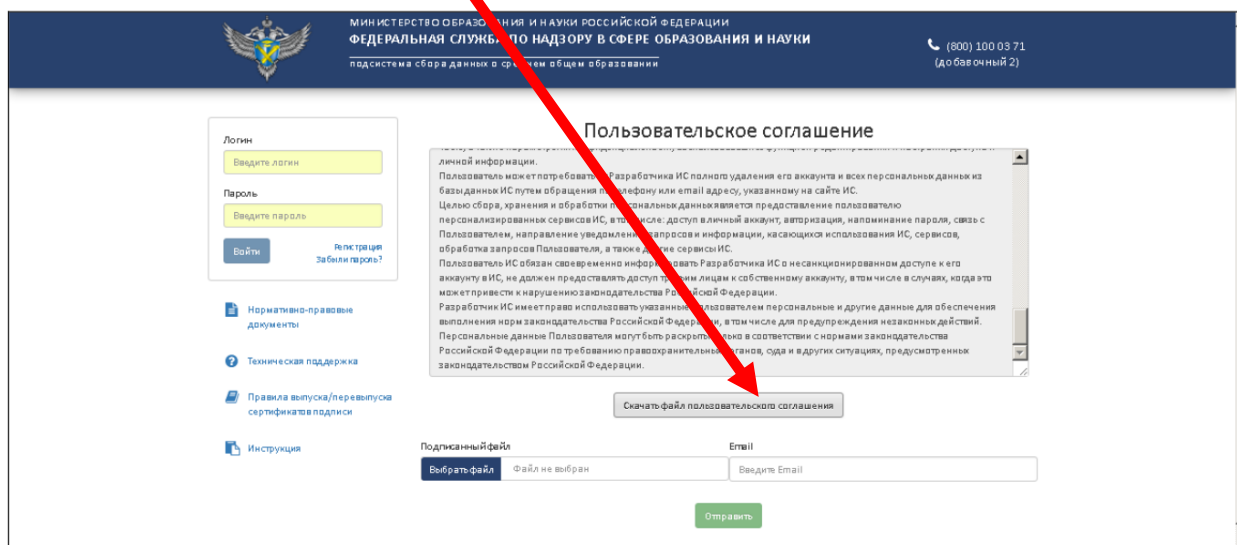 МИНИСТЕРСТВО ОБРАЗОВАНИЯ И НАУКИ РОССИЙСКОЙ ФЕДЕРАЦИИ
ФЕДЕРАЛЬНАЯ СЛУЖБА ПО НАДЗОРУ В СФЕРЕ ОБРАЗОВАНИЯ И НАУКИ
подсистема сбора данных о среднем общем образовании
(800) 100 03 71
(добавочный 2)
Логин
Введите логин
Пароль
Введите пароль
Войти
Регистрация
Забыли пароль?
Нормативно-правовые
документы
Техническая поддержка
Правила выпуска/перевыпуска
сертификатов подписи
Инструкция
Пользовательское соглашение
личной информации.
Пользователь может потребовать Разработчика ИС полного удаления его аккаунта и всех персональных данных из
базы данных ИС путем обращения по телефону или email адресу, указанному на сайте ИС.
Целью сбора, хранения и обработки персональных данных является предоставление пользователю
персонализированных сервисов ИС, в том числе: доступ в личный аккаунт, авторизация, напоминание пароля, связь с
Пользователем, направление уведомлений, запросов и информации, касающихся использования ИС, сервисов,
обработка запросов Пользователя, а также другие сервисы ИС.
Пользователь ИС обязан своевременно информировать Разработчика ИС о несанкционированном доступе к его
аккаунту в ИС, не должен предоставлять доступ третьим лицам к собственному аккаунту, в том числе в случаях, когда это
может привести к нарушению законодательства Российской Федерации.
Разработчик ИС имеет право использовать указанные пользователем персональные и другие данные для обеспечения
выполнения норм законодательства Российской Федерации, в том числе для предупреждения незаконных действий.
Персональные данные Пользователя могут быть раскрыты только в соответствии с нормами законодательства
Российской Федерации по требованию правоохранительных органов, суда и в других ситуациях, предусмотренных
законодательством Российской Федерации.
Скачать файл пользовательского соглашения
Подписанный файл
Email
Выбрать файл
Файл не выбран
Введите Email
Отправить